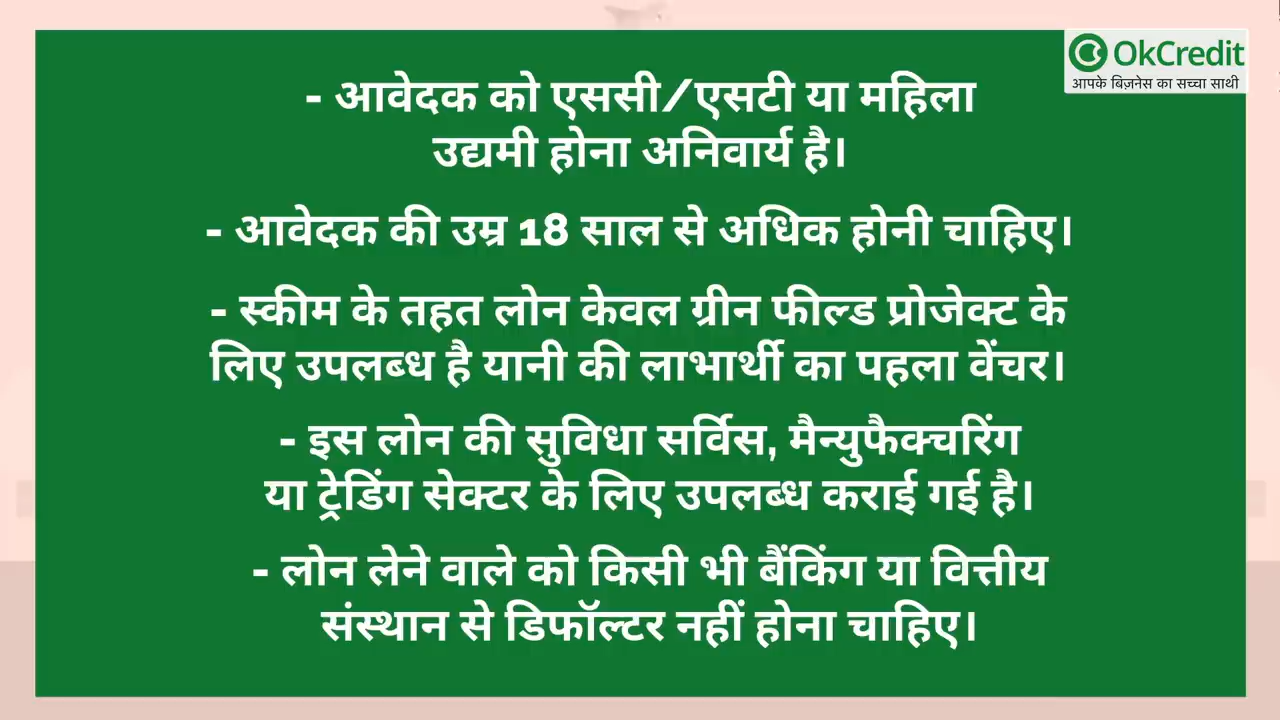 OkCredit
आपके बिज़नेस का सच्चा साथी
- आवेदक को एससी/एसटी या महिला
उद्यमी होना अनिवार्य है।
- आवेदक की उम्र 18 साल से अधिक होनी चाहिए।
- स्कीम के तहत लोन केवल ग्रीन फील्ड प्रोजेक्ट के
लिए उपलब्ध है यानी की लाभार्थी का पहला वेंचर।
- इस लोन की सुविधा सर्विस, मैन्युफैक्चरिंग
या ट्रेडिंग सेक्टर के लिए उपलब्ध कराई गई है।
- लोन लेने वाले को किसी भी बैंकिंग या वित्तीय
संस्थान से डिफॉल्टर नहीं होना चाहिए।